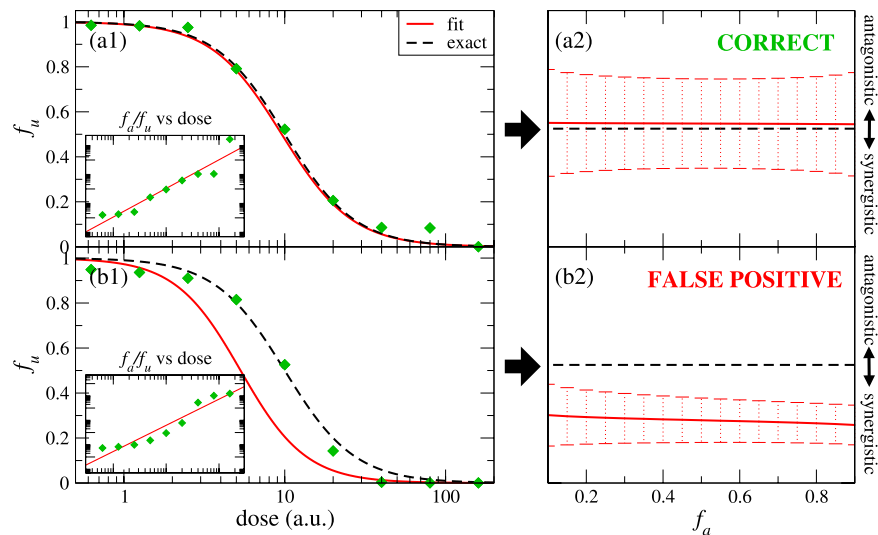 (a1)
fit
exact
1
0.8
0.6
0.4
0.2
0
f_u
f_a/f_u vs dose
(a2)
CORRECT
antagonistic
synergistic
(b1)
1
0.8
0.6
0.4
0.2
0
f_u
f_a/f_u vs dose
1
10
100
dose (a.u.)
(b2)
FALSE POSITIVE
antagonistic
synergistic
0.2
0.4
0.6
0.8
f_a